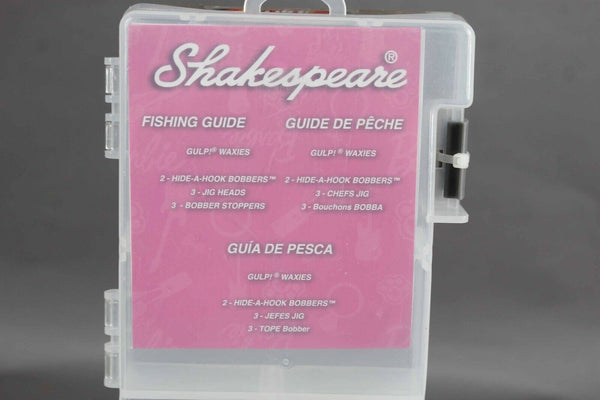 Shakespeare®
FISHING GUIDE
GULP!® WAXIES
2 - HIDE-A-HOOK BOBBERS™
3 - JIG HEADS
3 - BOBBER STOPPERS
GUIDE DE PÊCHE
GULP! ® WAXIES
2 - HIDE-A-HOOK BOBBERS™
3 - CHEFS JIG
3 - Bouchons BOBBA
GUÍA DE PESCA
GULP! ® WAXIES
2 - HIDE-A-HOOK BOBBERS™
3 - JEFES JIG
3 - TOPE Bobber